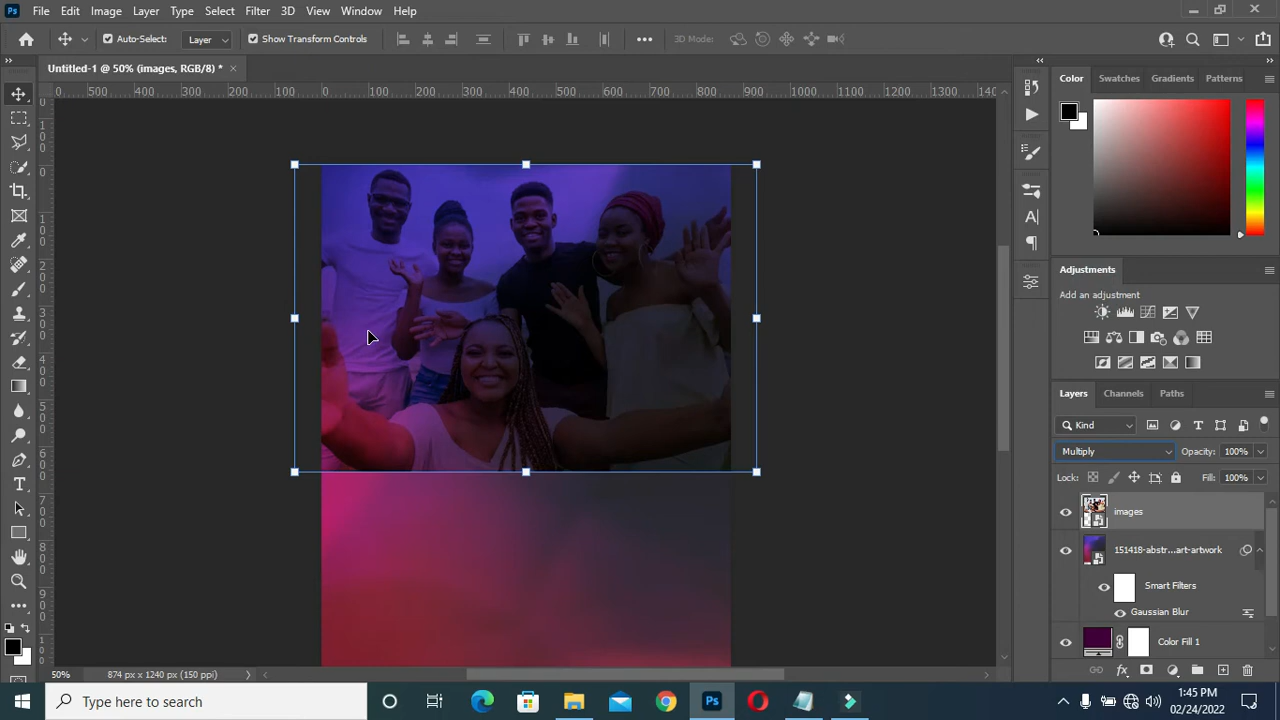 Ps File Edit Image Layer Type Select Filter 3D View Window Help
Auto-Select: Layer Show Transform Controls 3D Mode:
Untitled-1 @ 50% (images, RGB/8) *
0 500 400 300 200 100 0 100 200 300 400 500 600 700 800 900 1000 1100 1200 1300
Color Swatches Gradients Patterns
Adjustments
Add an adjustment
Layers Channels Paths
Kind
Multiply Opacity: 100%
Lock: Fill: 100%
images
151418-abstr...art-artwork
Smart Filters
Gaussian Blur
Color Fill 1
50% 874 px x 1240 px (150 ppi)
Type here to search
Ps
1:45 PM
02/24/2022